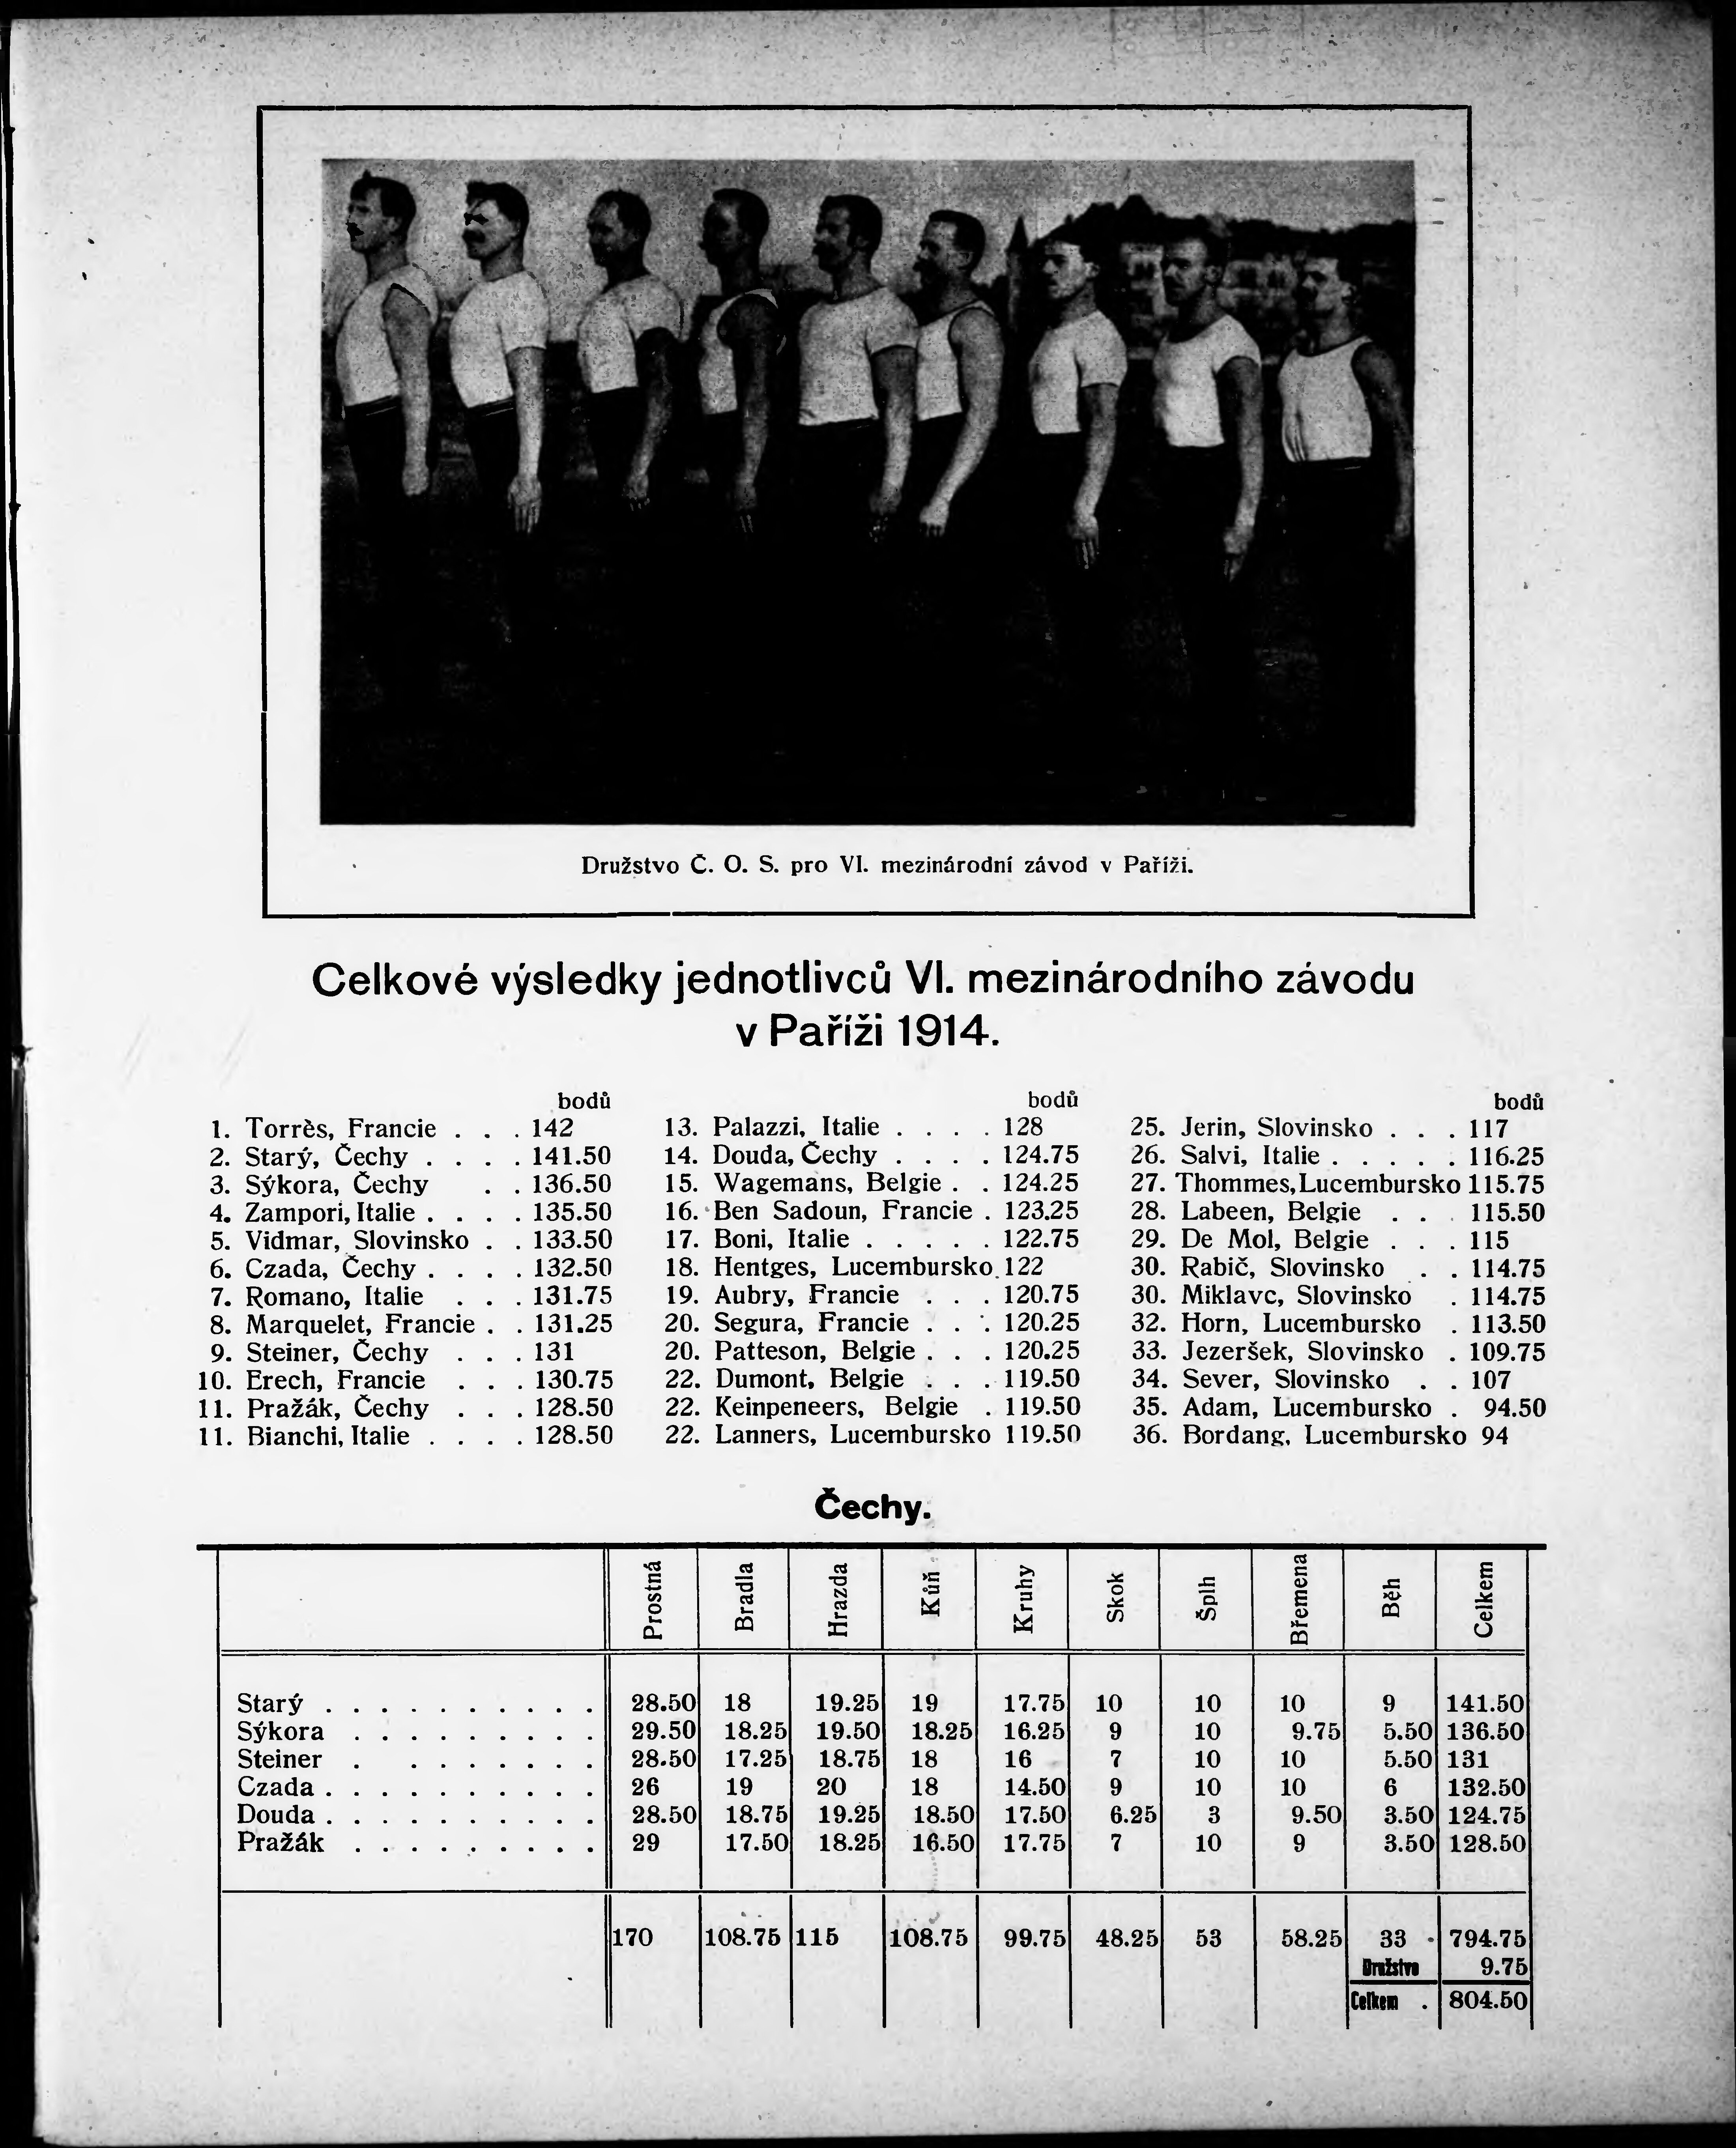 Družstvo Č. O. S. pro VI. mezinárodní závod v Paříži.
Celkové výsledky jednotlivců VI. mezinárodního závodu
v Paříži 1914.
bodů
1. Torrès, Francie . . . 142
2. Starý, Čechy . . . . 141.50
3. Sýkora, Čechy . . 136.50
4. Zampori, Italie . . . . 135.50
5. Vidmar, Slovinsko . . 133.50
6. Czada, Čechy . . . . 132.50
7. Romano, Italie . . . 131.75
8. Marquelet, Francie . . 131.25
9. Steiner, Čechy . . . 131
10. Erech, Francie . . . 130.75
11. Pražák, Čechy . . . 128.50
11. Bianchi, Italie . . . . 128.50
bodů
13. Palazzi, Italie . . . . 128
14. Douda, Čechy . . . . 124.75
15. Wagemans, Belgie . . 124.25
16. Ben Sadoun, Francie . 123.25
17. Boni, Italie . . . . . 122.75
18. Hentges, Lucembursko. 122
19. Aubry, Francie . . . 120.75
20. Segura, Francie . . . 120.25
20. Patteson, Belgie . . . 120.25
22. Dumont, Belgie . . . 119.50
22. Keinpeneers, Belgie . 119.50
22. Lanners, Lucembursko 119.50
bodů
25. Jerin, Slovinsko . . . 117
26. Salvi, Italie . . . . . 116.25
27. Thommes, Lucembursko 115.75
28. Labeen, Belgie . . . 115.50
29. De Mol, Belgie . . . 115
30. Rabič, Slovinsko . . 114.75
30. Miklavc, Slovinsko . 114.75
32. Horn, Lucembursko . 113.50
33. Jezeršek, Slovinsko . 109.75
34. Sever, Slovinsko . . 107
35. Adam, Lucembursko . 94.50
36. Bordang, Lucembursko 94
Čechy.
Prostná Bradla Hrazda Kůň Kruhy Skok Šplh Břemena Běh Celkem
Starý . . . . . . . . . . 28.50 18 19.25 19 17.75 10 10 10 9 141.50
Sýkora . . . . . . . . . 29.50 18.25 19.50 18.25 16.25 9 10 9.75 5.50 136.50
Steiner . . . . . . . . 28.50 17.25 18.75 18 16 7 10 10 5.50 131
Czada . . . . . . . . . . 26 19 20 18 14.50 9 10 10 6 132.50
Douda . . . . . . . . . . 28.50 18.75 19.25 18.50 17.50 6.25 3 9.50 3.50 124.75
Pražák . . . . . . . . . 29 17.50 18.25 16.50 17.75 7 10 9 3.50 128.50
170 108.75 115 108.75 99.75 48.25 53 58.25 33 794.75
Družstvo 9.75
Celkem . 804.50